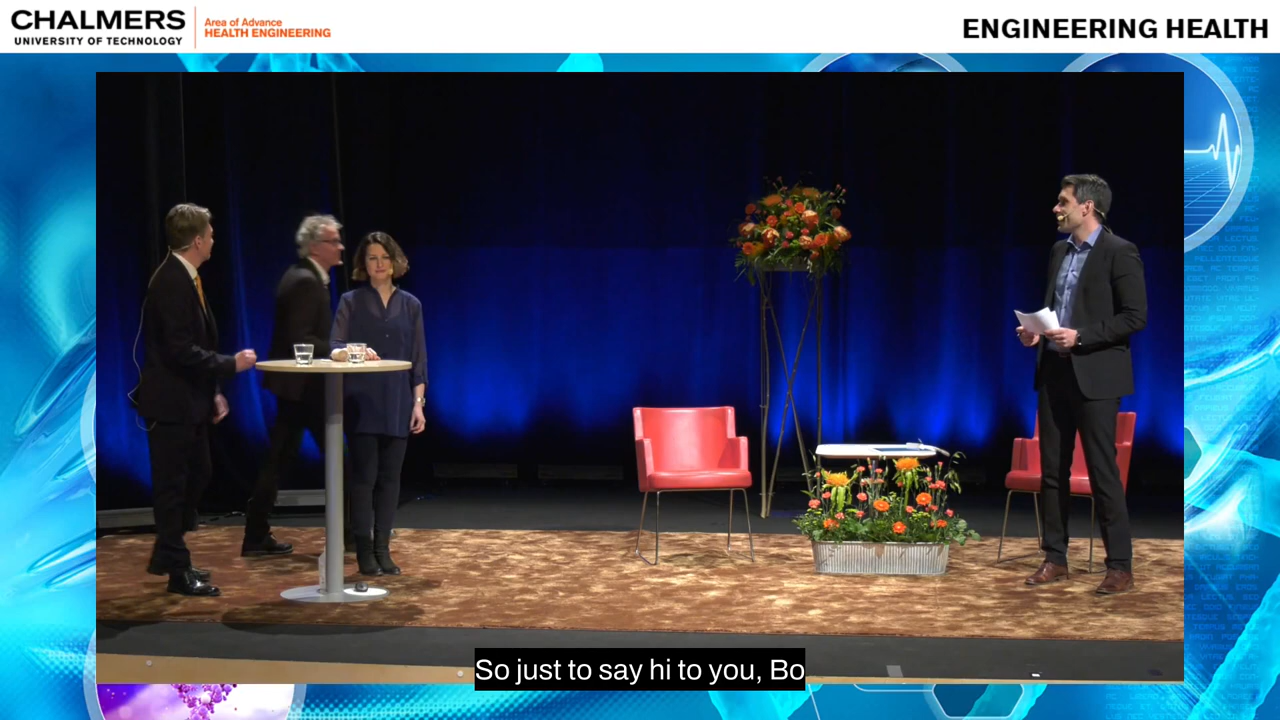 CHALMERS
UNIVERSITY OF TECHNOLOGY
Area of Advance
HEALTH ENGINEERING
ENGINEERING HEALTH
So just to say hi to you, Bo